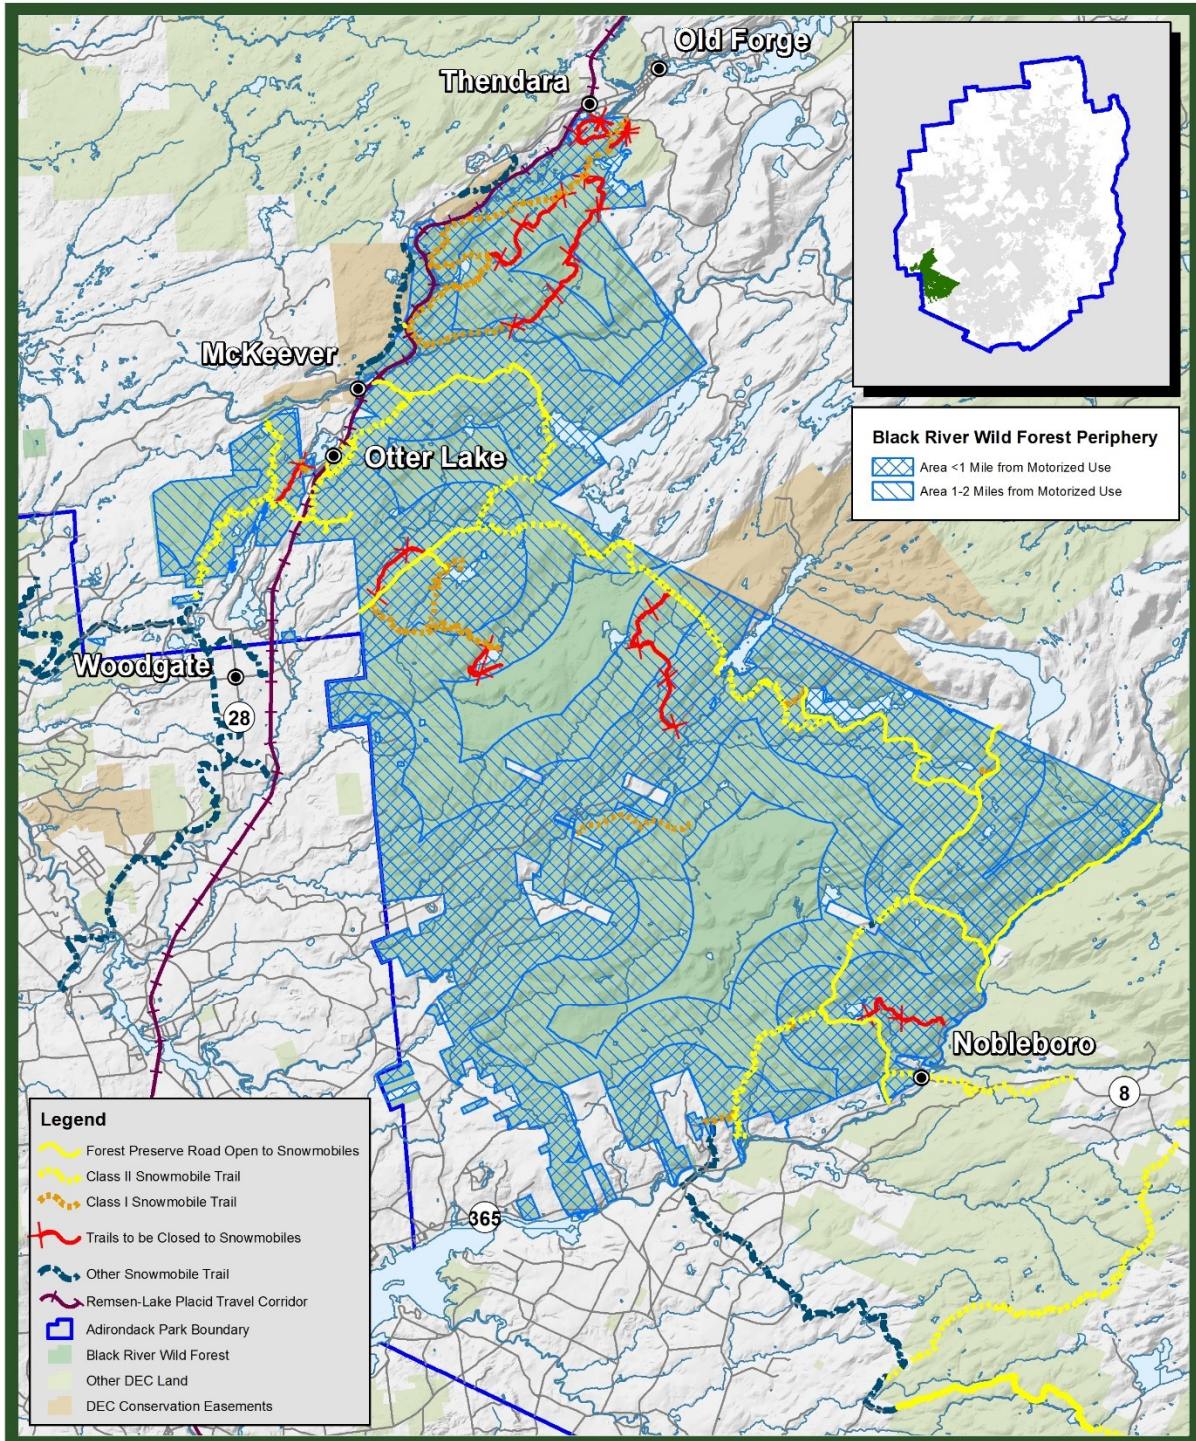 Old Forge
Thendara
McKeever
Otter Lake
Woodgate
28
Nobleboro
8
365
Black River Wild Forest Periphery
Area <1 Mile from Motorized Use
Area 1-2 Miles from Motorized Use
Legend
Forest Preserve Road Open to Snowmobiles
Class II Snowmobile Trail
Class I Snowmobile Trail
Trails to be Closed to Snowmobiles
Other Snowmobile Trail
Remsen-Lake Placid Travel Corridor
Adirondack Park Boundary
Black River Wild Forest
Other DEC Land
DEC Conservation Easements